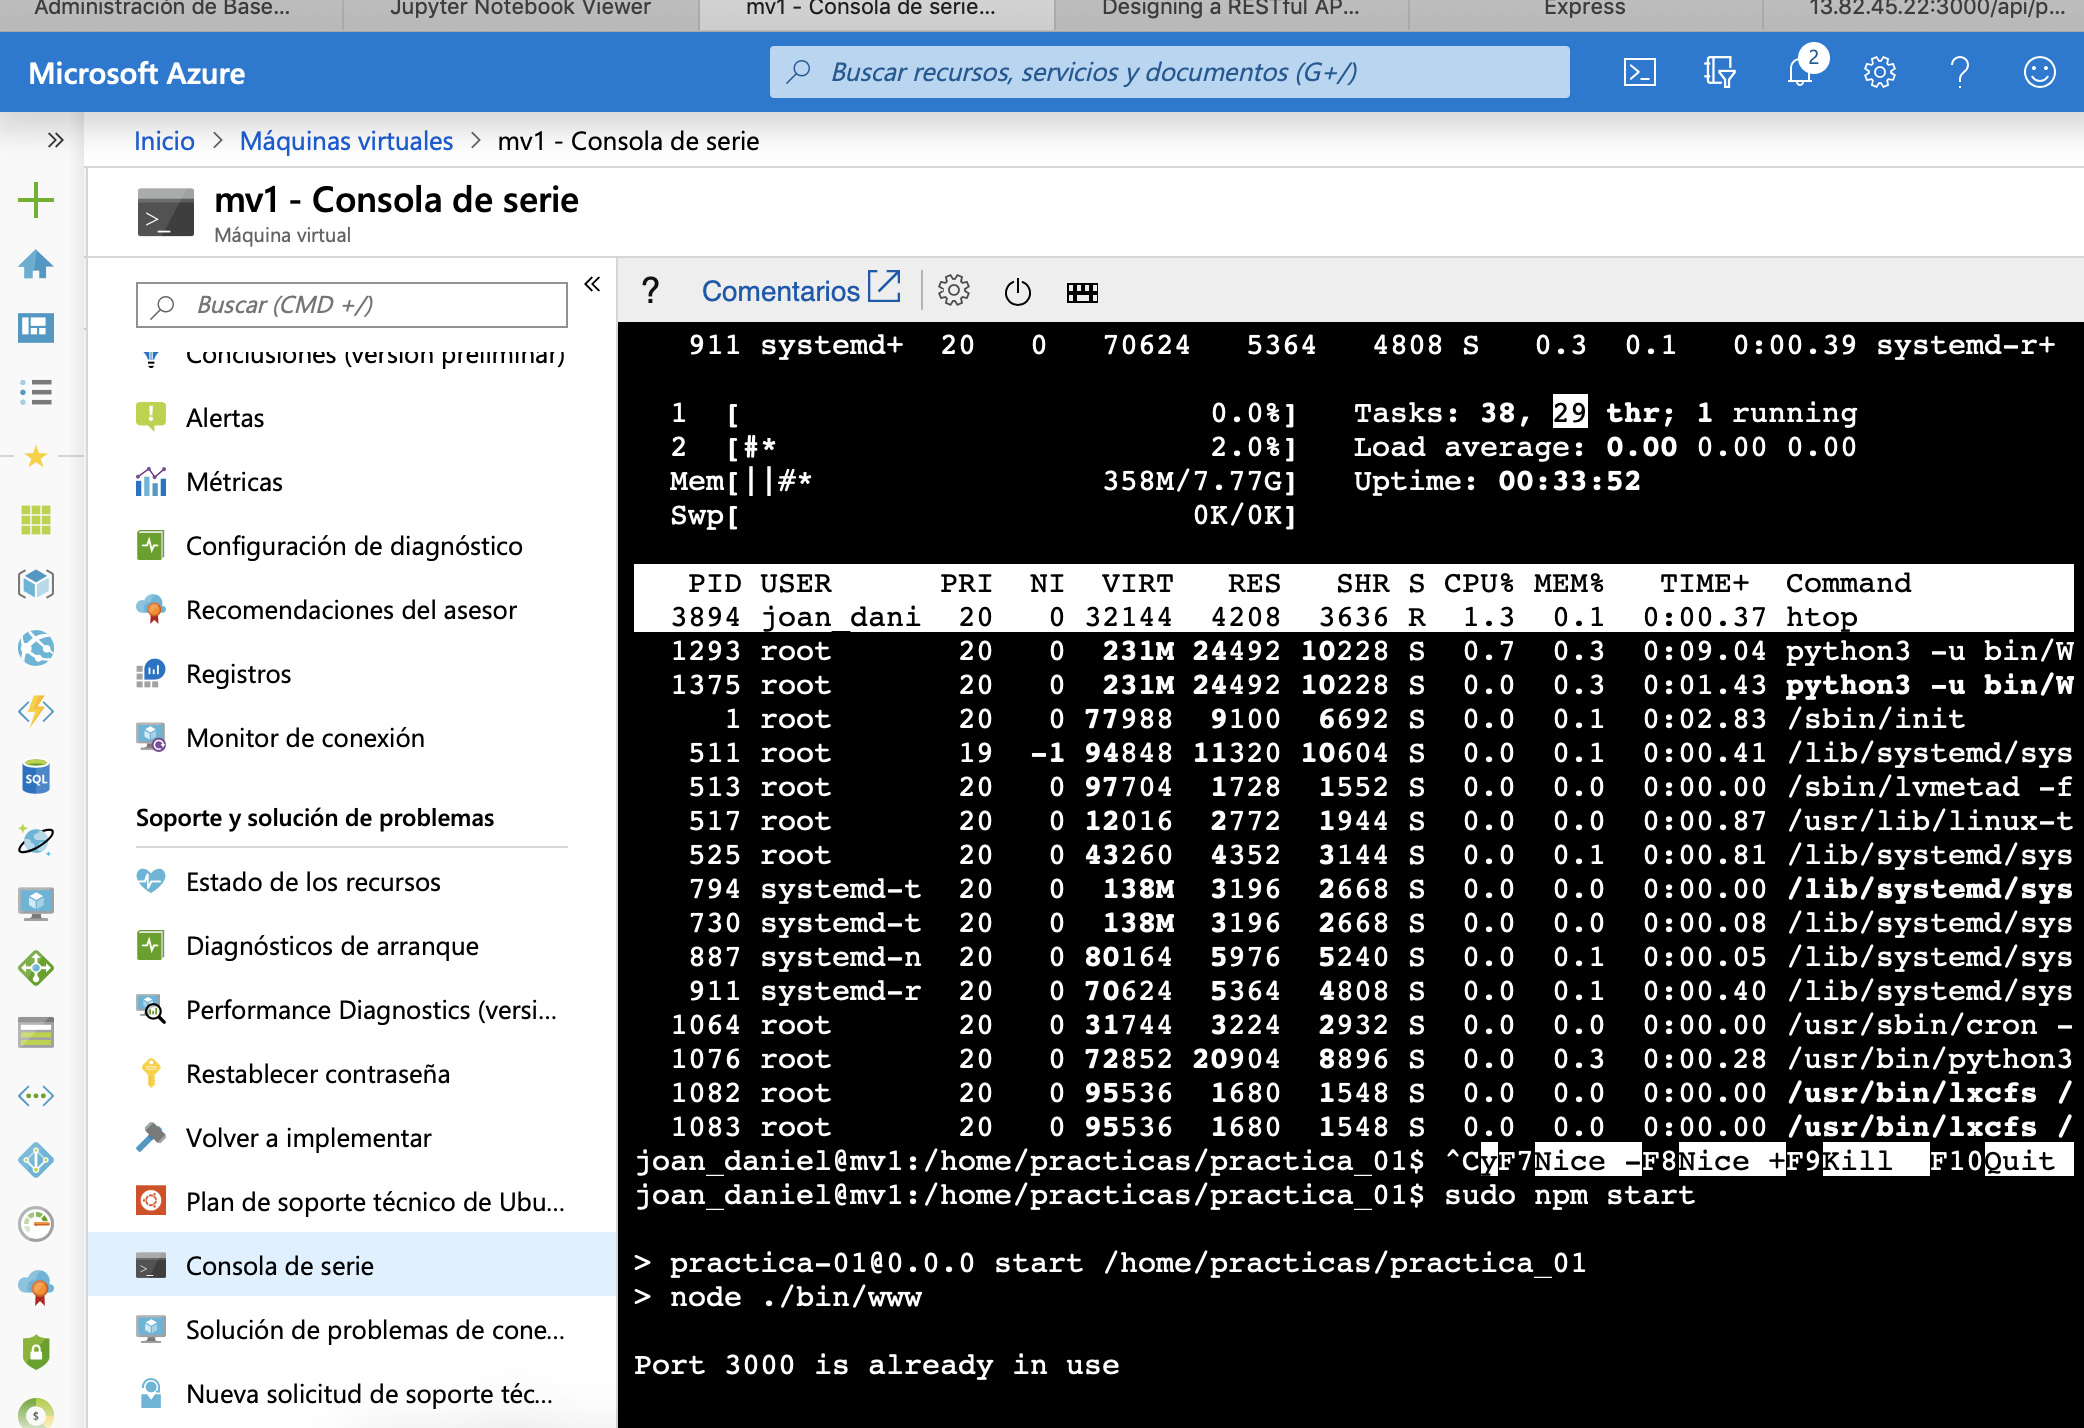 Administración de Base...
Jupyter Notebook Viewer
mv1 - Consola de serie...
Designing a RESTful AP...
Express
13.82.45.22:3000/api/p...
Microsoft Azure
Buscar recursos, servicios y documentos (G+/)
2
Inicio > Máquinas virtuales > mv1 - Consola de serie
mv1 - Consola de serie
Máquina virtual
Buscar (CMD +/)
Conclusiones (versión preliminar)
Alertas
Métricas
Configuración de diagnóstico
Recomendaciones del asesor
Registros
Monitor de conexión
Soporte y solución de problemas
Estado de los recursos
Diagnósticos de arranque
Performance Diagnostics (versi...
Restablecer contraseña
Volver a implementar
Plan de soporte técnico de Ubu...
Consola de serie
Solución de problemas de cone...
Nueva solicitud de soporte téc...
SQL
? Comentarios
911 systemd+ 20 0 70624 5364 4808 S 0.3 0.1 0:00.39 systemd-r+
1 [ 0.0%] Tasks: 38, 29 thr; 1 running
2 [#* 2.0%] Load average: 0.00 0.00 0.00
Mem[||#* 358M/7.77G] Uptime: 00:33:52
Swp[ 0K/0K]
PID USER PRI NI VIRT RES SHR S CPU% MEM% TIME+ Command
3894 joan_dani 20 0 32144 4208 3636 R 1.3 0.1 0:00.37 htop
1293 root 20 0 231M 24492 10228 S 0.7 0.3 0:09.04 python3 -u bin/W
1375 root 20 0 231M 24492 10228 S 0.0 0.3 0:01.43 python3 -u bin/W
1 root 20 0 77988 9100 6692 S 0.0 0.1 0:02.83 /sbin/init
511 root 19 -1 94848 11320 10604 S 0.0 0.1 0:00.41 /lib/systemd/sys
513 root 20 0 97704 1728 1552 S 0.0 0.0 0:00.00 /sbin/lvmetad -f
517 root 20 0 12016 2772 1944 S 0.0 0.0 0:00.87 /usr/lib/linux-t
525 root 20 0 43260 4352 3144 S 0.0 0.1 0:00.81 /lib/systemd/sys
794 systemd-t 20 0 138M 3196 2668 S 0.0 0.0 0:00.00 /lib/systemd/sys
730 systemd-t 20 0 138M 3196 2668 S 0.0 0.0 0:00.08 /lib/systemd/sys
887 systemd-n 20 0 80164 5976 5240 S 0.0 0.1 0:00.05 /lib/systemd/sys
911 systemd-r 20 0 70624 5364 4808 S 0.0 0.1 0:00.40 /lib/systemd/sys
1064 root 20 0 31744 3224 2932 S 0.0 0.0 0:00.00 /usr/sbin/cron -
1076 root 20 0 72852 20904 8896 S 0.0 0.3 0:00.28 /usr/bin/python3
1082 root 20 0 95536 1680 1548 S 0.0 0.0 0:00.00 /usr/bin/lxcfs /
1083 root 20 0 95536 1680 1548 S 0.0 0.0 0:00.00 /usr/bin/lxcfs /
joan_daniel@mv1:/home/practicas/practica_01$ ^CyF7Nice -F8Nice +F9Kill F10Quit
joan_daniel@mv1:/home/practicas/practica_01$ sudo npm start
> practica-01@0.0.0 start /home/practicas/practica_01
> node ./bin/www
Port 3000 is already in use